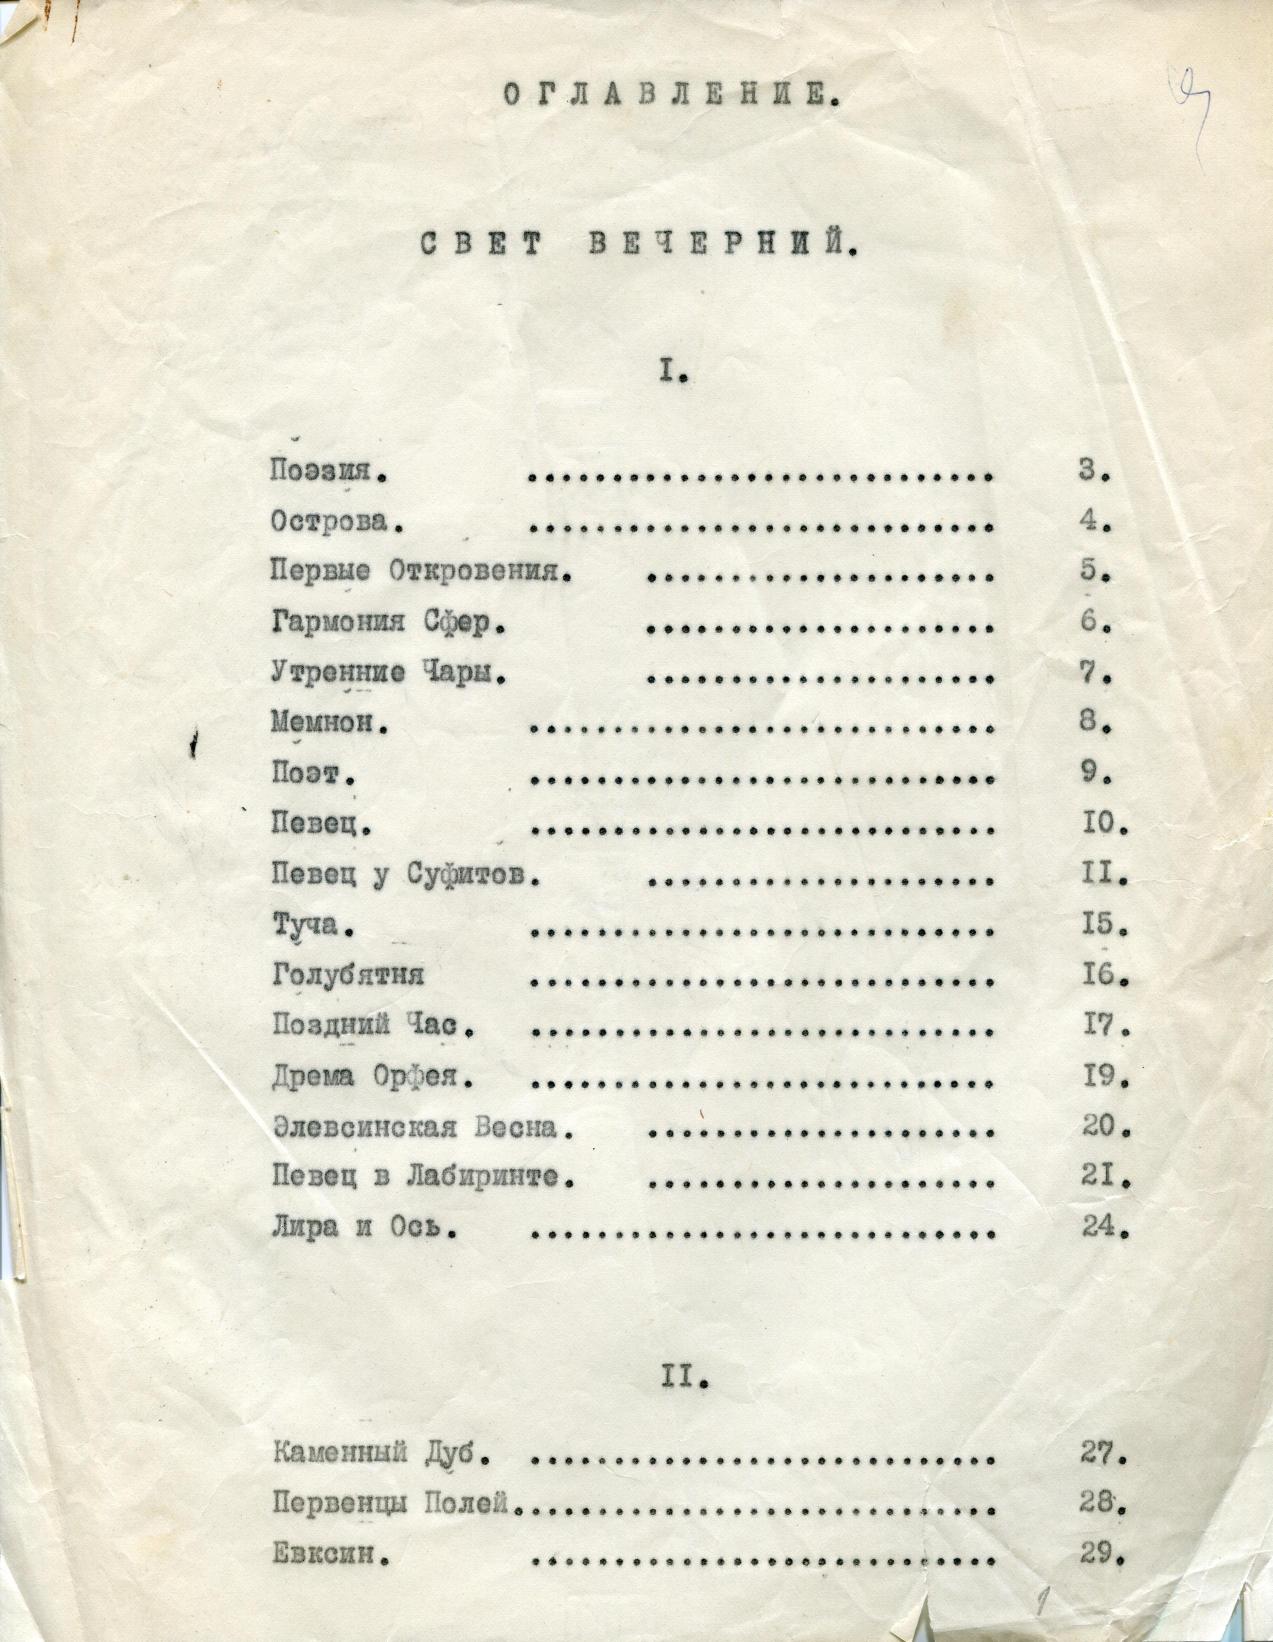 ОГЛАВЛЕНИЕ.
СВЕТ ВЕЧЕРНИЙ.
I.
Поэзия. ............................ 3.
Острова. ............................ 4.
Первые Откровения. ..................... 5.
Гармония Сфер. ..................... 6.
Утренние Чары. ..................... 7.
Мемнон. ............................ 8.
Поэт. ............................ 9.
Певец. ............................ IO.
Певец у Суфитов. ..................... II.
Туча. ............................ I5.
Голубятня ............................ I6.
Поздний Час. ............................ I7.
Дрема Орфея. ............................ I9.
Элевсинская Весна. ..................... 20.
Певец в Лабиринте. ..................... 2I.
Лира и Ось. ............................ 24.
II.
Каменный Дуб. ............................ 27.
Первенцы Полей............................. 28.
Евксин. ............................ 29.